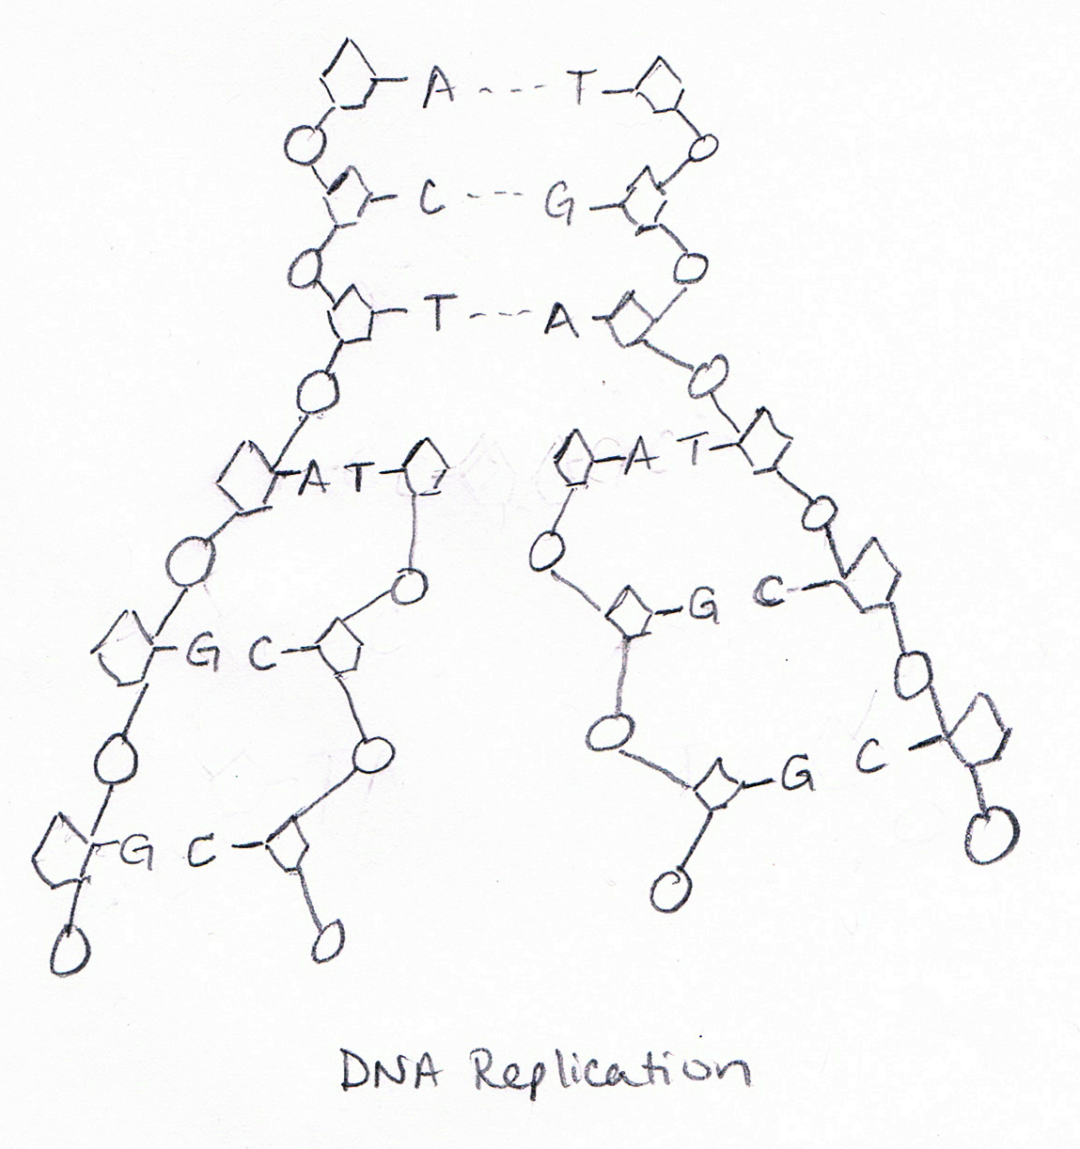 A T
C G
T A
A T A T
G C G C
G C G C
DNA Replication